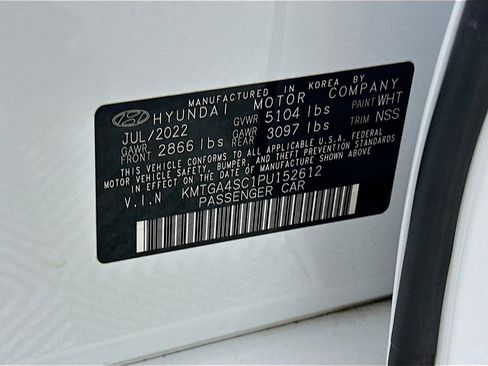 MANUFACTURED IN KOREA BY
HYUNDAI MOTOR COMPANY
JUL/2022 GVWR 5104 lbs PAINT WHT
GAWR FRONT 2866 lbs GAWR REAR 3097 lbs TRIM NSS
THIS VEHICLE CONFORMS TO ALL APPLICABLE U.S.A. FEDERAL
MOTOR VEHICLE SAFETY, BUMPER, AND THEFT PREVENTION STANDARDS
IN EFFECT ON THE DATE OF MANUFACTURE SHOWN ABOVE.
V.I.N KMTGA4SC1PU152612
PASSENGER CAR